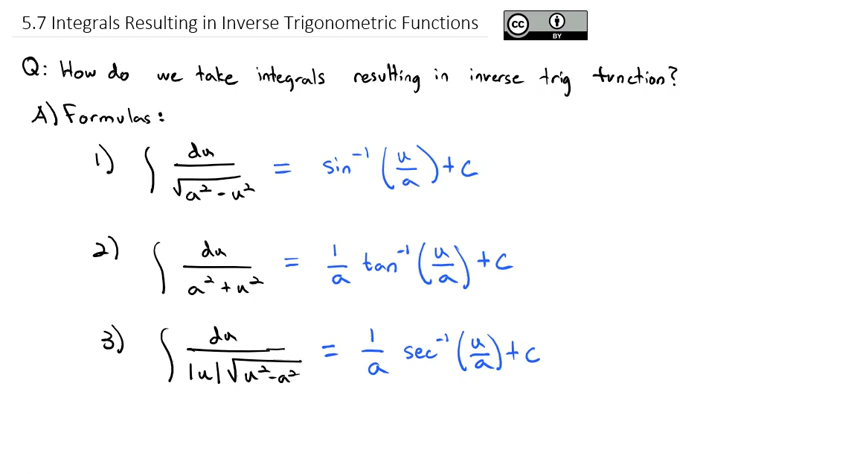 5.7 Integrals Resulting in Inverse Trigonometric Functions
cc BY
Q: How do we take integrals resulting in inverse trig function?
A) Formulas:
1) ∫ du / √(a² - u²) = sin⁻¹(u/a) + C
2) ∫ du / (a² + u²) = 1/a tan⁻¹(u/a) + C
3) ∫ du / (|u|√(u² - a²)) = 1/a sec⁻¹(u/a) + C